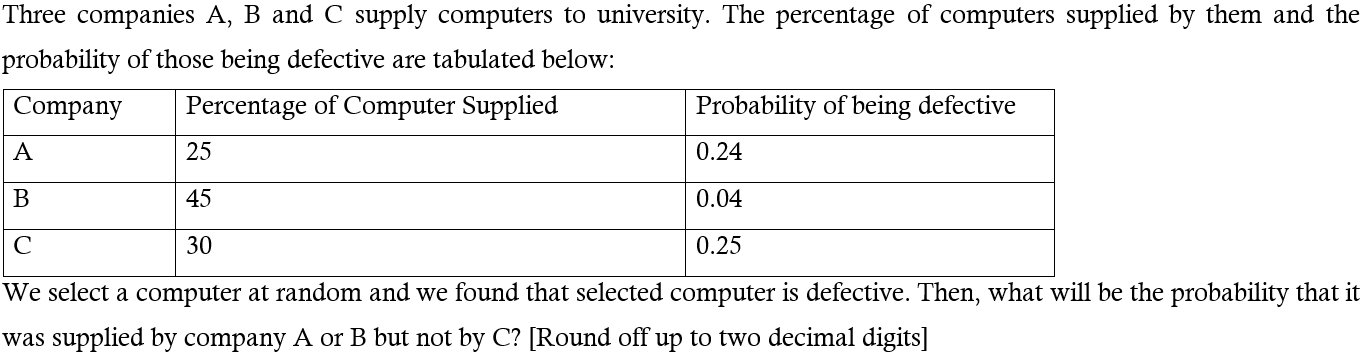 Three companies A, B and C supply computers to university. The percentage of computers supplied by them and the
probability of those being defective are tabulated below:
Company Percentage of Computer Supplied Probability of being defective
A 25 0.24
B 45 0.04
C 30 0.25
We select a computer at random and we found that selected computer is defective. Then, what will be the probability that it
was supplied by company A or B but not by C? [Round off up to two decimal digits]